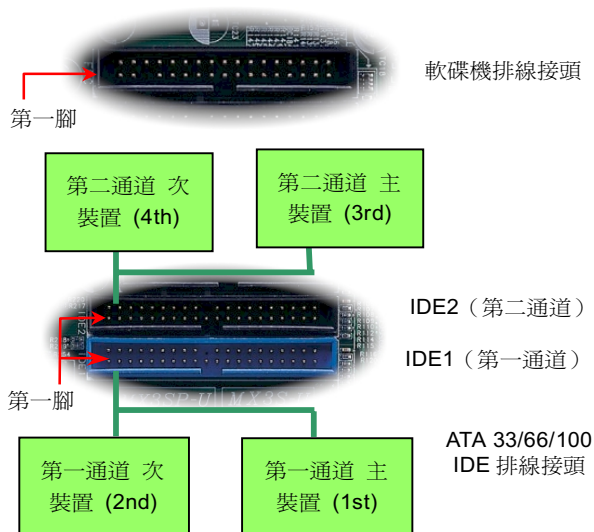 軟碟機排線接頭
第一腳
第二通道 次
裝置 (4th)
第二通道 主
裝置 (3rd)
IDE2（第二通道）
IDE1（第一通道）
第一腳
ATA 33/66/100
IDE 排線接頭
第一通道 次
裝置 (2nd)
第一通道 主
裝置 (1st)